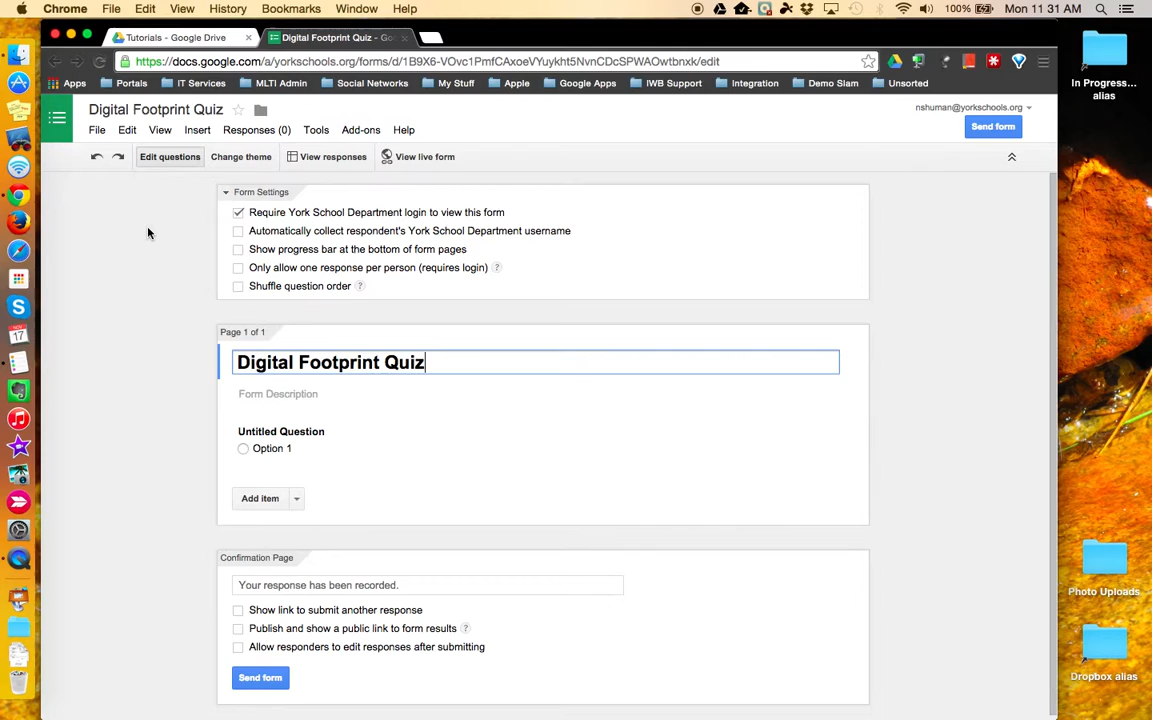 Chrome File Edit View History Bookmarks Window Help 100% Mon 11 31 AM
Tutorials - Google Drive × Digital Footprint Quiz - Go ×
https://docs.google.com/a/yorkschools.org/forms/d/1B9X6-VOvc1PmfCAxoeVYuykht5NvnCDcSPWAOwtbnxk/edit
Apps Portals IT Services MLTI Admin Social Networks My Stuff Apple Google Apps IWB Support Integration Demo Slam Unsorted
Digital Footprint Quiz
nshuman@yorkschools.org
File Edit View Insert Responses (0) Tools Add-ons Help
Send form
Edit questions Change theme View responses View live form
Form Settings
Require York School Department login to view this form
Automatically collect respondent's York School Department username
Show progress bar at the bottom of form pages
Only allow one response per person (requires login) ?
Shuffle question order ?
Page 1 of 1
Digital Footprint Quiz
Form Description
Untitled Question
Option 1
Add item
Confirmation Page
Your response has been recorded.
Show link to submit another response
Publish and show a public link to form results ?
Allow responders to edit responses after submitting
Send form
In Progress...
alias
Photo Uploads
Dropbox alias
NOV
17